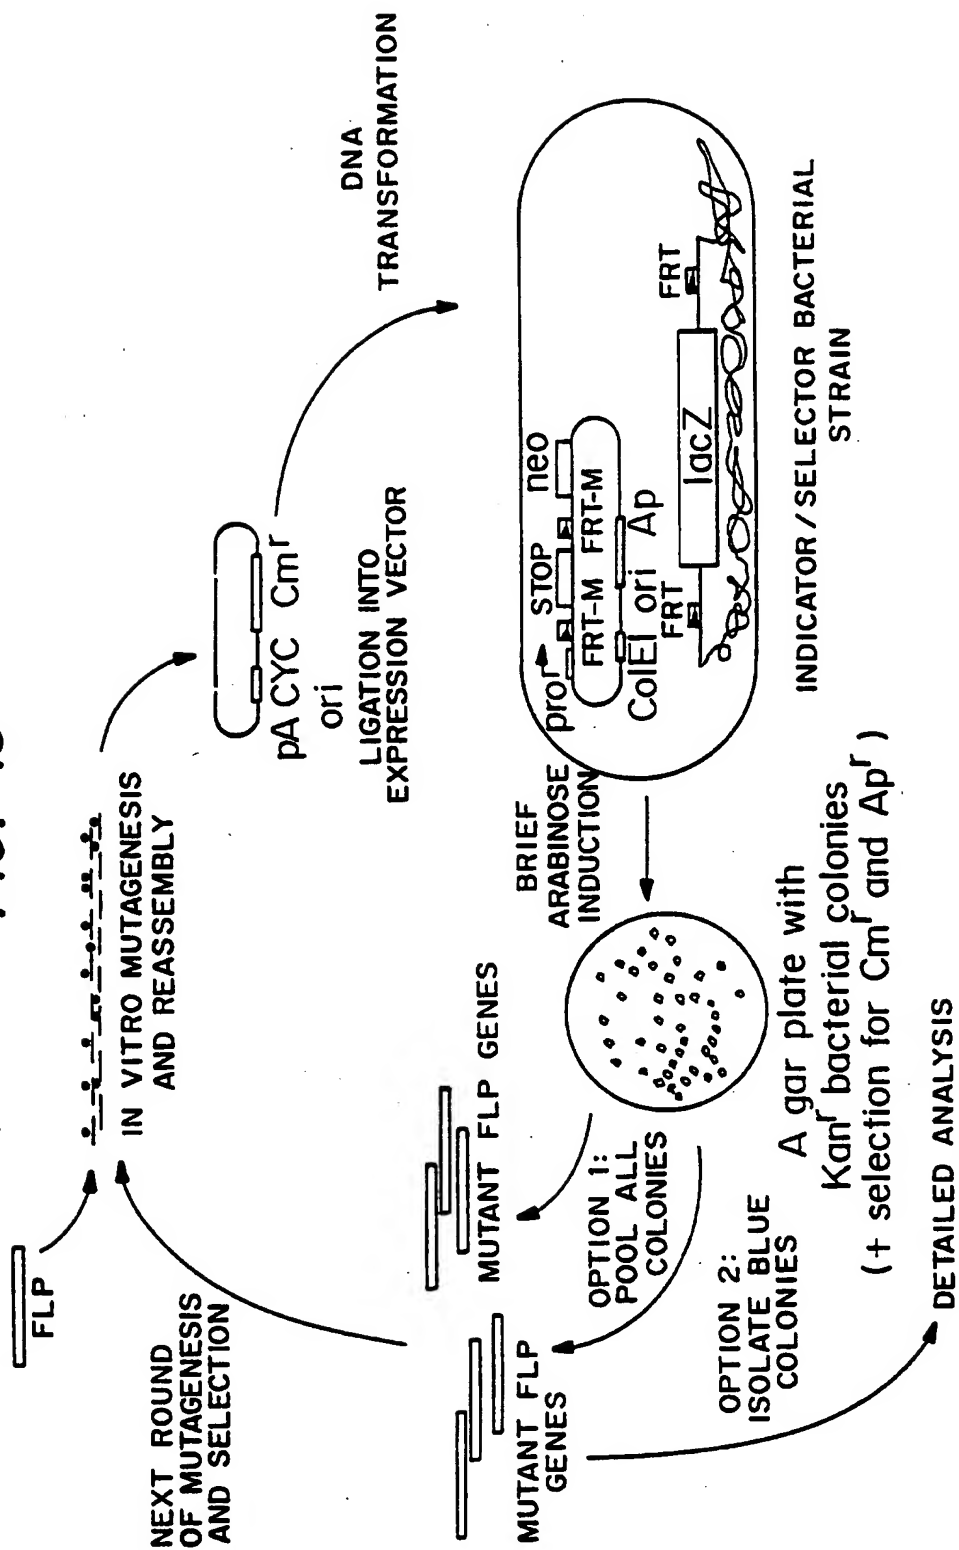 FLP
IN VITRO MUTAGENESIS
AND REASSEMBLY
NEXT ROUND
OF MUTAGENESIS
AND SELECTION
pA CYC Cmr
ori
LIGATION INTO
EXPRESSION VECTOR
DNA
TRANSFORMATION
MUTANT FLP GENES
MUTANT FLP
GENES
OPTION 1:
POOL ALL
COLONIES
OPTION 2:
ISOLATE BLUE
COLONIES
BRIEF
ARABINOSE
INDUCTION
pror STOP neo
FRT-M FRT-M
ColEI ori Ap
FRT
lacZ
FRT
INDICATOR/SELECTOR BACTERIAL
STRAIN
A gar plate with
Kanr bacterial colonies
(+ selection for Cmr and Apr)
DETAILED ANALYSIS